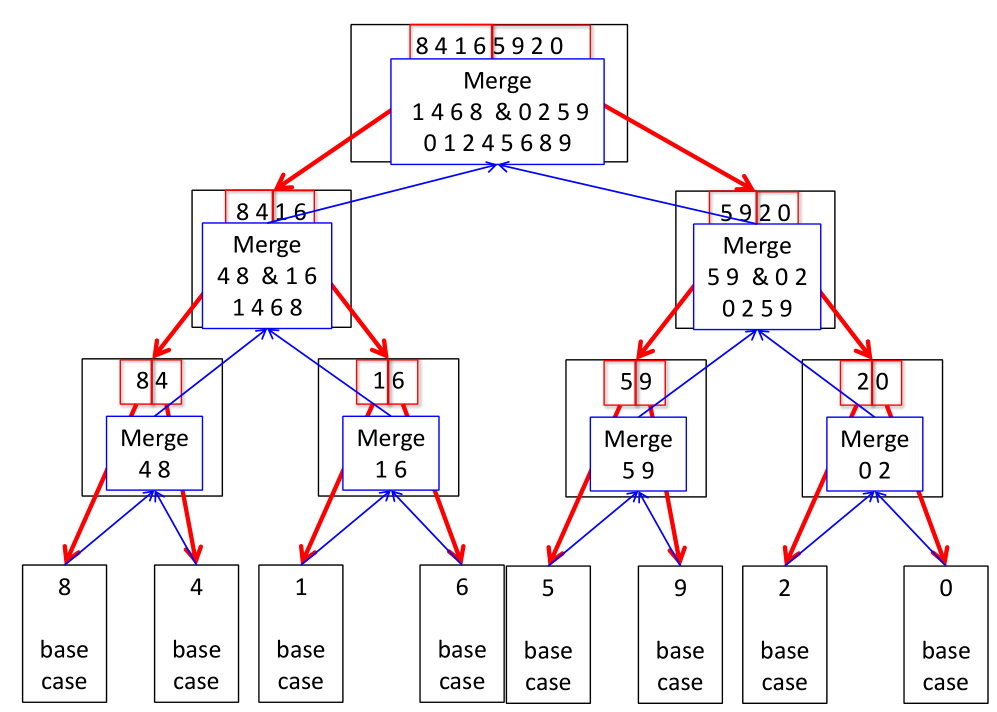 8 4 1 6 5 9 2 0
Merge
1 4 6 8 & 0 2 5 9
0 1 2 4 5 6 8 9
8 4 1 6
Merge
4 8 & 1 6
1 4 6 8
5 9 2 0
Merge
5 9 & 0 2
0 2 5 9
8 4
Merge
4 8
1 6
Merge
1 6
5 9
Merge
5 9
2 0
Merge
0 2
8
base
case
4
base
case
1
base
case
6
base
case
5
base
case
9
base
case
2
base
case
0
base
case